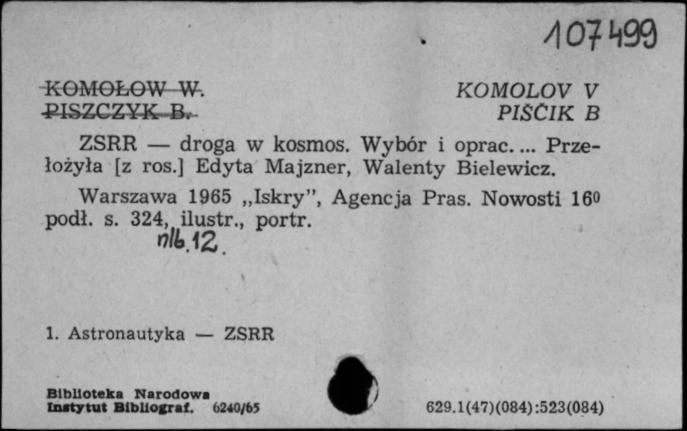 107499
KOMOŁOW W. KOMOLOV V
PISZCZYK B. PIŠČIK B
ZSRR — droga w kosmos. Wybór i oprac. ... Prze-
łożyła [z ros.] Edyta Majzner, Walenty Bielewicz.
Warszawa 1965 „Iskry”, Agencja Pras. Nowosti 16⁰
podł. s. 324, ilustr., portr.
nlb. 12.
1. Astronautyka — ZSRR
Biblioteka Narodowa
Instytut Bibliograf. 6240/65 629.1(47)(084):523(084)